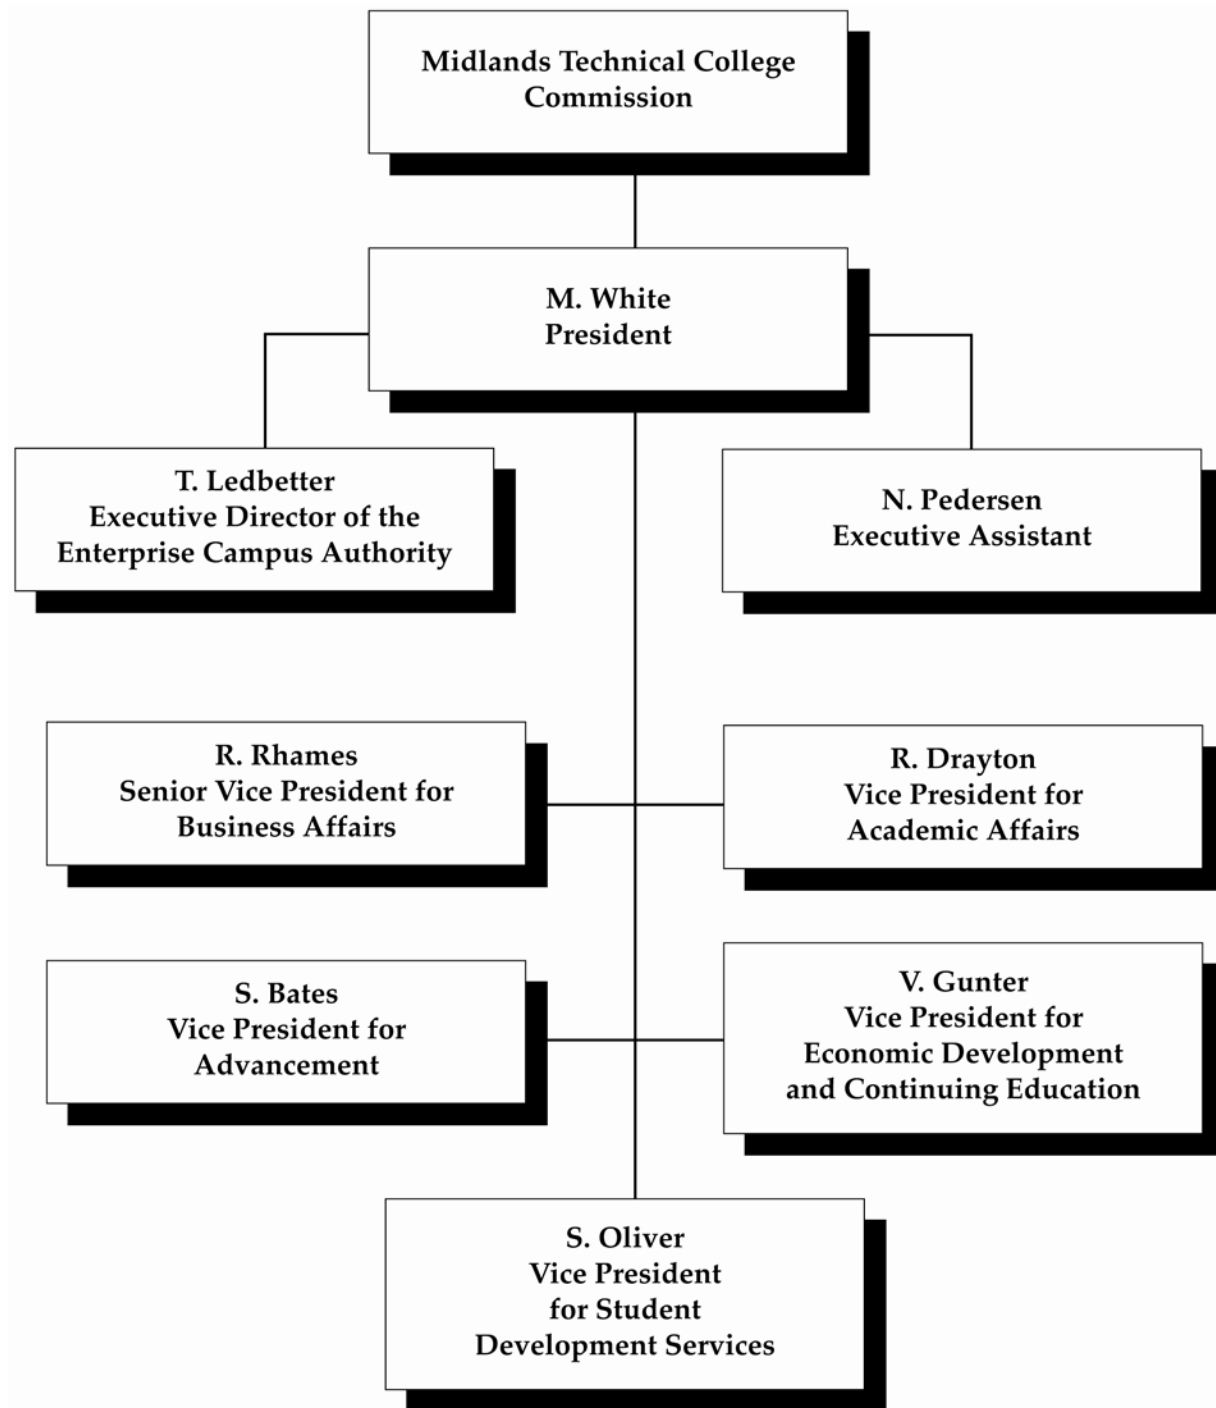 Midlands Technical College
Commission
M. White
President
T. Ledbetter
Executive Director of the
Enterprise Campus Authority
N. Pedersen
Executive Assistant
R. Rhames
Senior Vice President for
Business Affairs
R. Drayton
Vice President for
Academic Affairs
S. Bates
Vice President for
Advancement
V. Gunter
Vice President for
Economic Development
and Continuing Education
S. Oliver
Vice President
for Student
Development Services